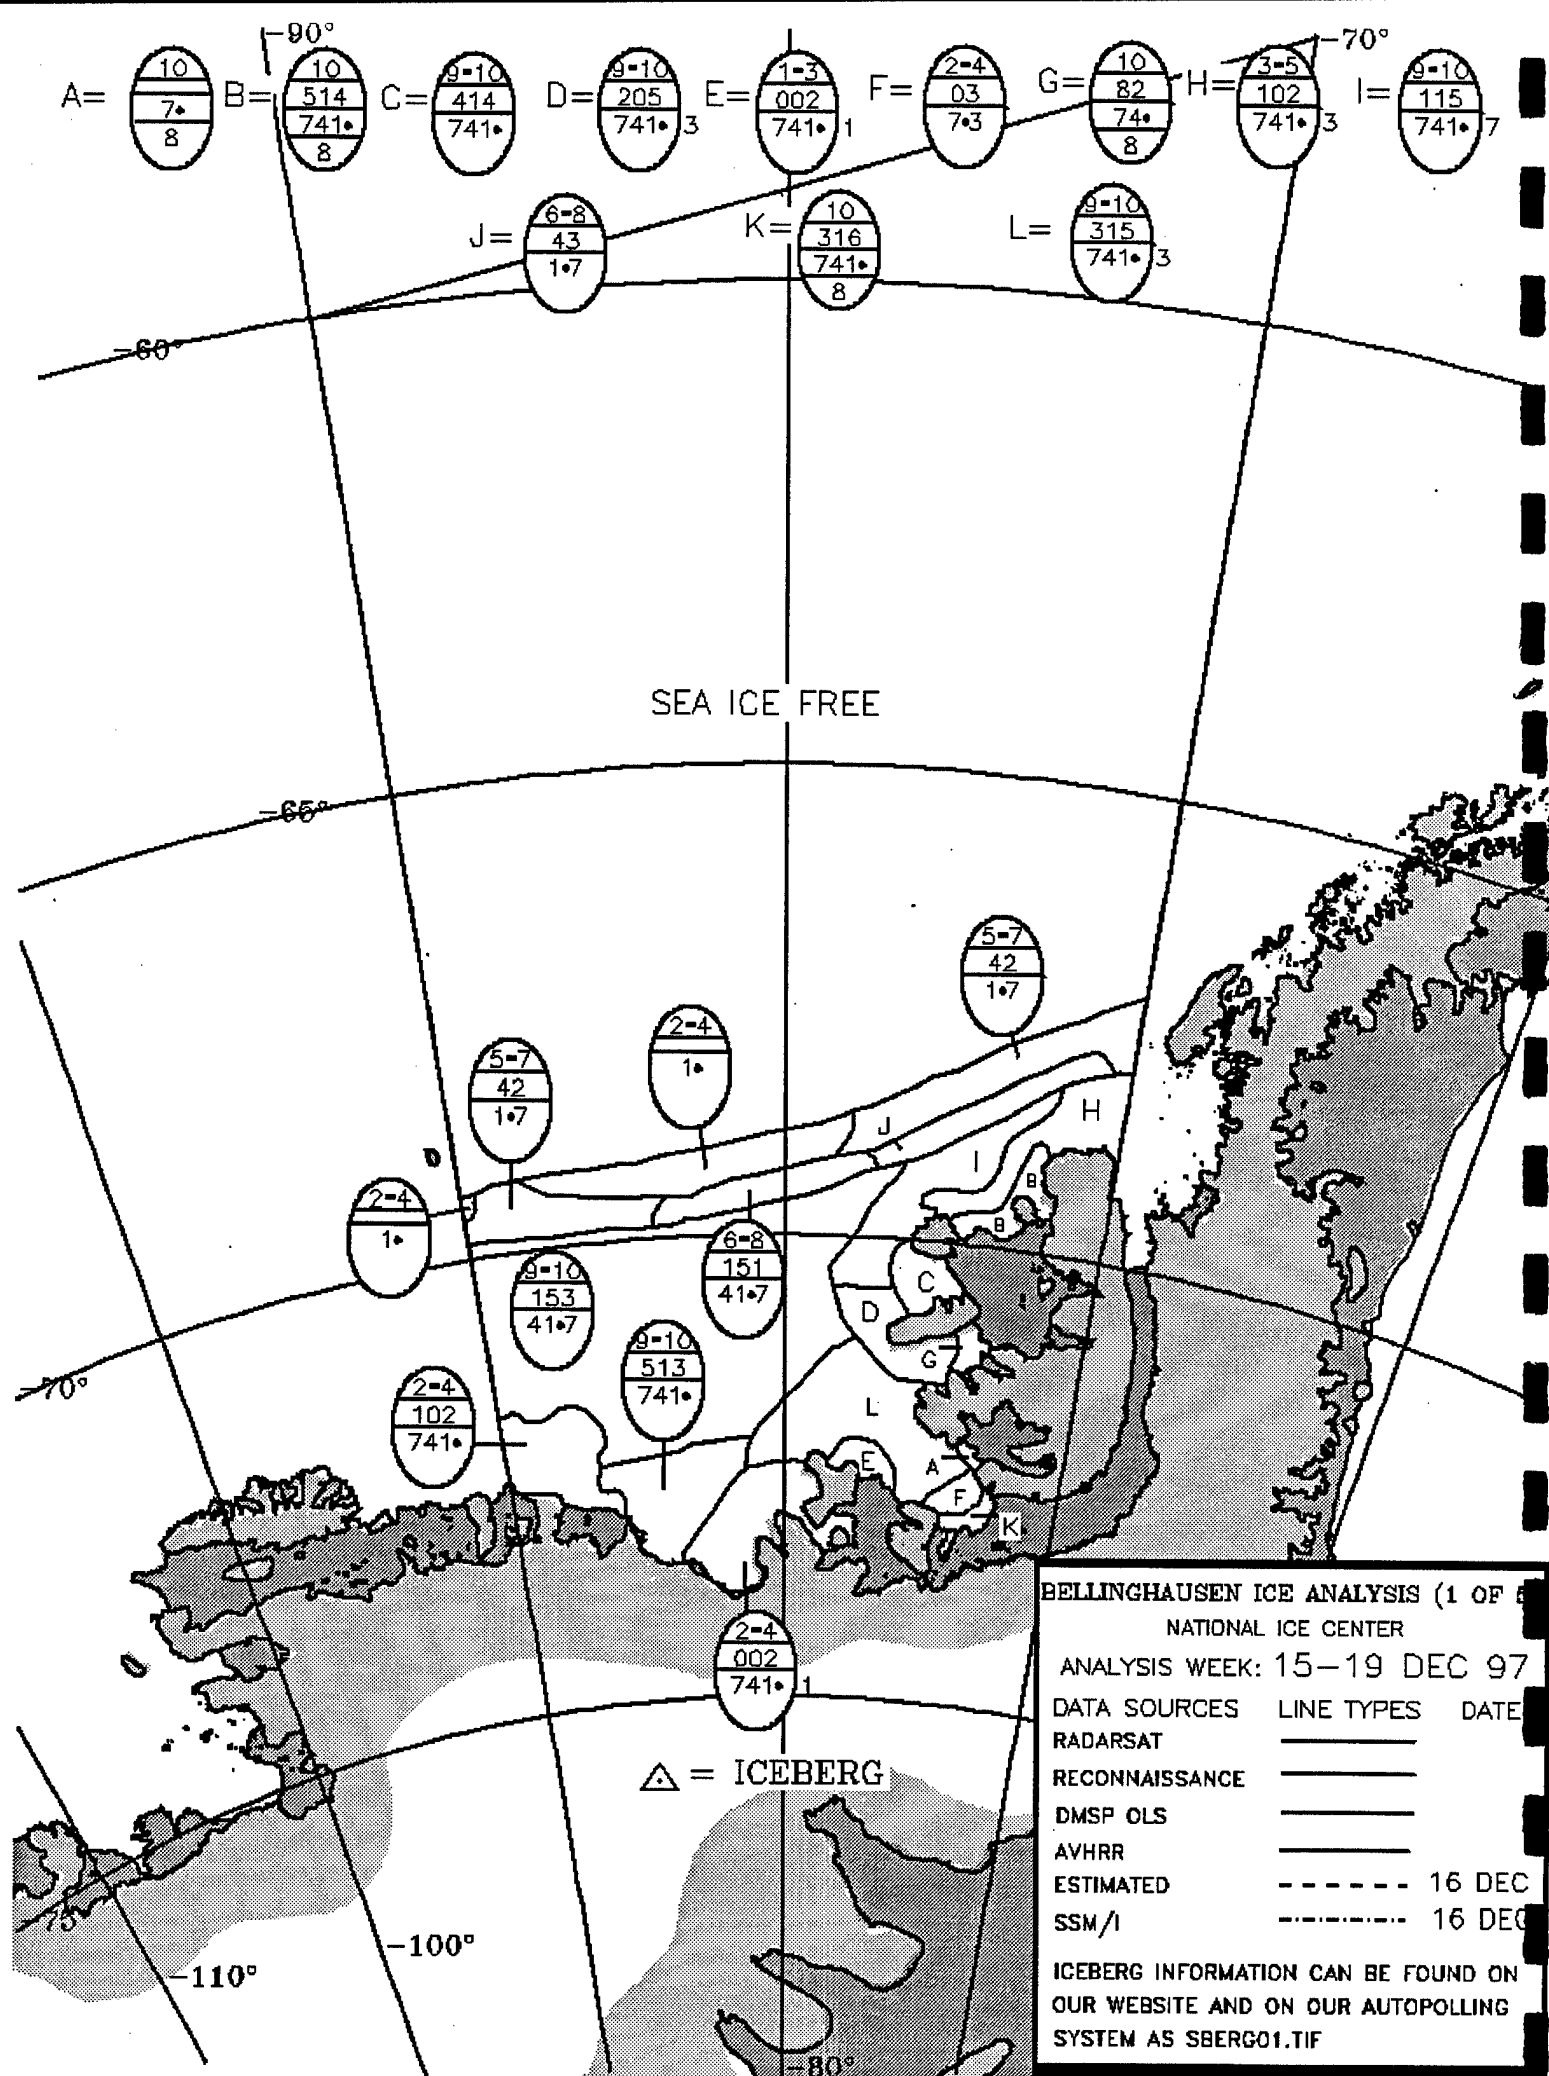 -90°
-70°
A=
10
7•
8
B=
10
514
741•
8
C=
9-10
414
741•
D=
9-10
205
741• 3
E=
1-3
002
741• 1
F=
2-4
03
7•3
G=
10
82
74•
8
H=
3-5
102
741• 3
I=
9-10
115
741• 7
J=
6-8
43
1•7
K=
10
316
741•
8
L=
9-10
315
741• 3
-60°
SEA ICE FREE
-65°
5-7
42
1•7
2-4
1•
5-7
42
1•7
J
H
I
B
B
2-4
1•
6-8
151
41•7
9-10
153
41•7
C
D
G
9-10
513
741•
-70°
2-4
102
741•
L
E
A
F
K
2-4
002
741• 1
= ICEBERG
75
-100°
-110°
-80°
BELLINGHAUSEN ICE ANALYSIS (1 OF
NATIONAL ICE CENTER
ANALYSIS WEEK: 15-19 DEC 97
DATA SOURCES LINE TYPES DATE
RADARSAT
RECONNAISSANCE
DMSP OLS
AVHRR
ESTIMATED 16 DEC
SSM/I 16 DEC
ICEBERG INFORMATION CAN BE FOUND ON
OUR WEBSITE AND ON OUR AUTOPOLLING
SYSTEM AS SBERG01.TIF